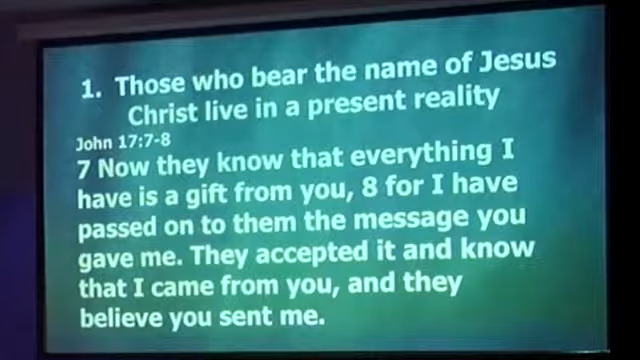 1. Those who bear the name of Jesus
Christ live in a present reality
John 17:7-8
7 Now they know that everything I
have is a gift from you, 8 for I have
passed on to them the message you
gave me. They accepted it and know
that I came from you, and they
believe you sent me.